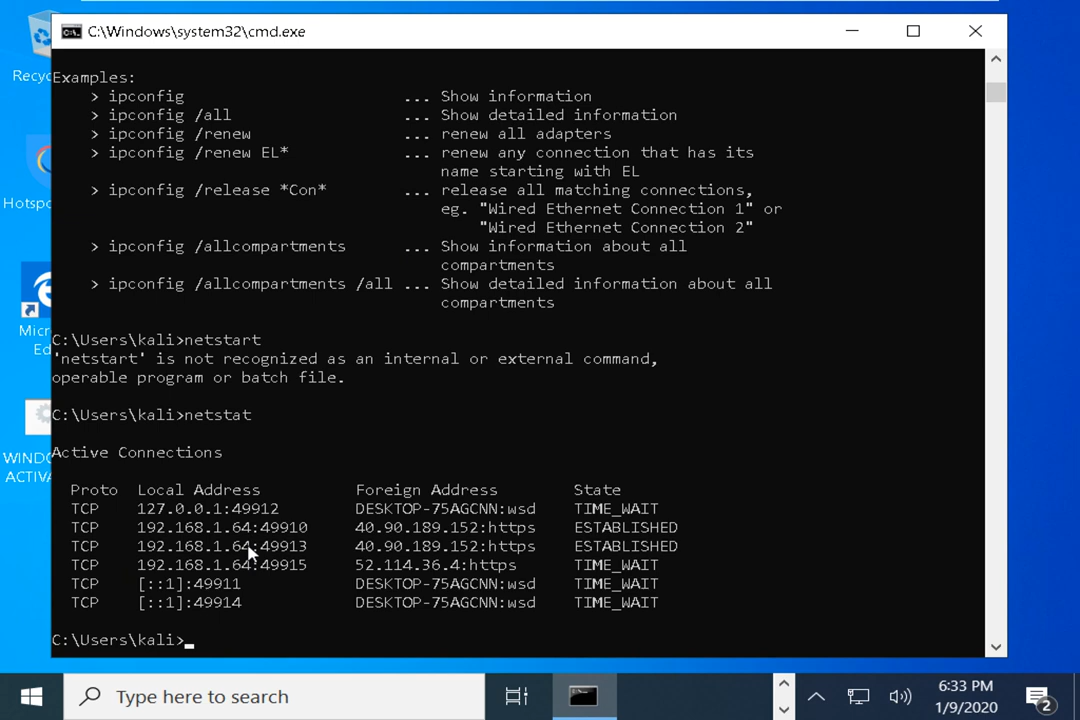 C:\Windows\system32\cmd.exe
Recyc
Hotspo
Micr
Ed
WINDO
ACTIVA
Examples:
> ipconfig ... Show information
> ipconfig /all ... Show detailed information
> ipconfig /renew ... renew all adapters
> ipconfig /renew EL* ... renew any connection that has its
name starting with EL
> ipconfig /release *Con* ... release all matching connections,
eg. "Wired Ethernet Connection 1" or
"Wired Ethernet Connection 2"
> ipconfig /allcompartments ... Show information about all
compartments
> ipconfig /allcompartments /all ... Show detailed information about all
compartments
C:\Users\kali>netstart
'netstart' is not recognized as an internal or external command,
operable program or batch file.
C:\Users\kali>netstat
Active Connections
Proto Local Address Foreign Address State
TCP 127.0.0.1:49912 DESKTOP-75AGCNN:wsd TIME_WAIT
TCP 192.168.1.64:49910 40.90.189.152:https ESTABLISHED
TCP 192.168.1.64:49913 40.90.189.152:https ESTABLISHED
TCP 192.168.1.64:49915 52.114.36.4:https TIME_WAIT
TCP [::1]:49911 DESKTOP-75AGCNN:wsd TIME_WAIT
TCP [::1]:49914 DESKTOP-75AGCNN:wsd TIME_WAIT
C:\Users\kali>
Type here to search
6:33 PM
1/9/2020
2